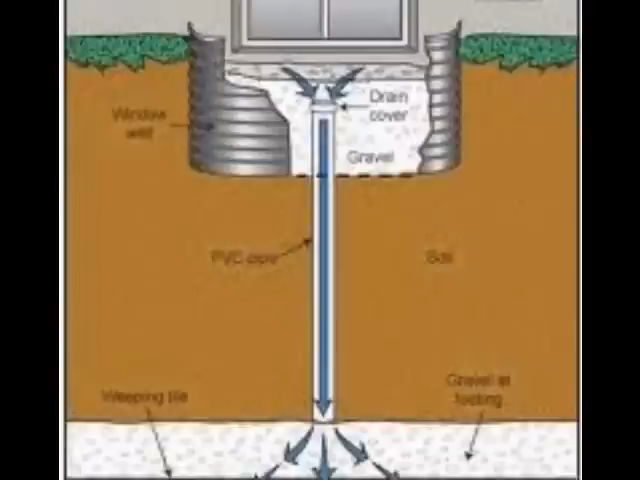 Drain
cover
Window
well
Gravel
PVC pipe
Soil
Gravel at
footing
Weeping tile